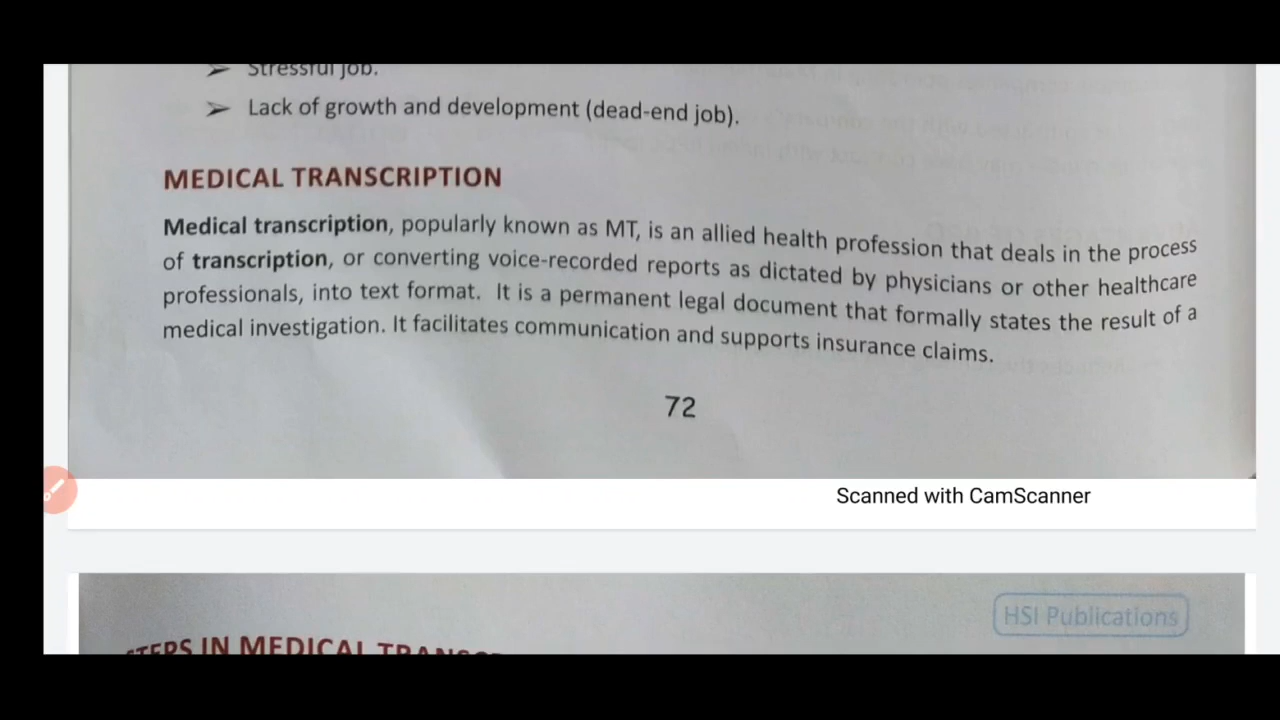 ➢ Stressful job.
➢ Lack of growth and development (dead-end job).
MEDICAL TRANSCRIPTION
Medical transcription, popularly known as MT, is an allied health profession that deals in the process
of transcription, or converting voice-recorded reports as dictated by physicians or other healthcare
professionals, into text format. It is a permanent legal document that formally states the result of a
medical investigation. It facilitates communication and supports insurance claims.
72
Scanned with CamScanner
HSI Publications
STEPS IN MEDICAL